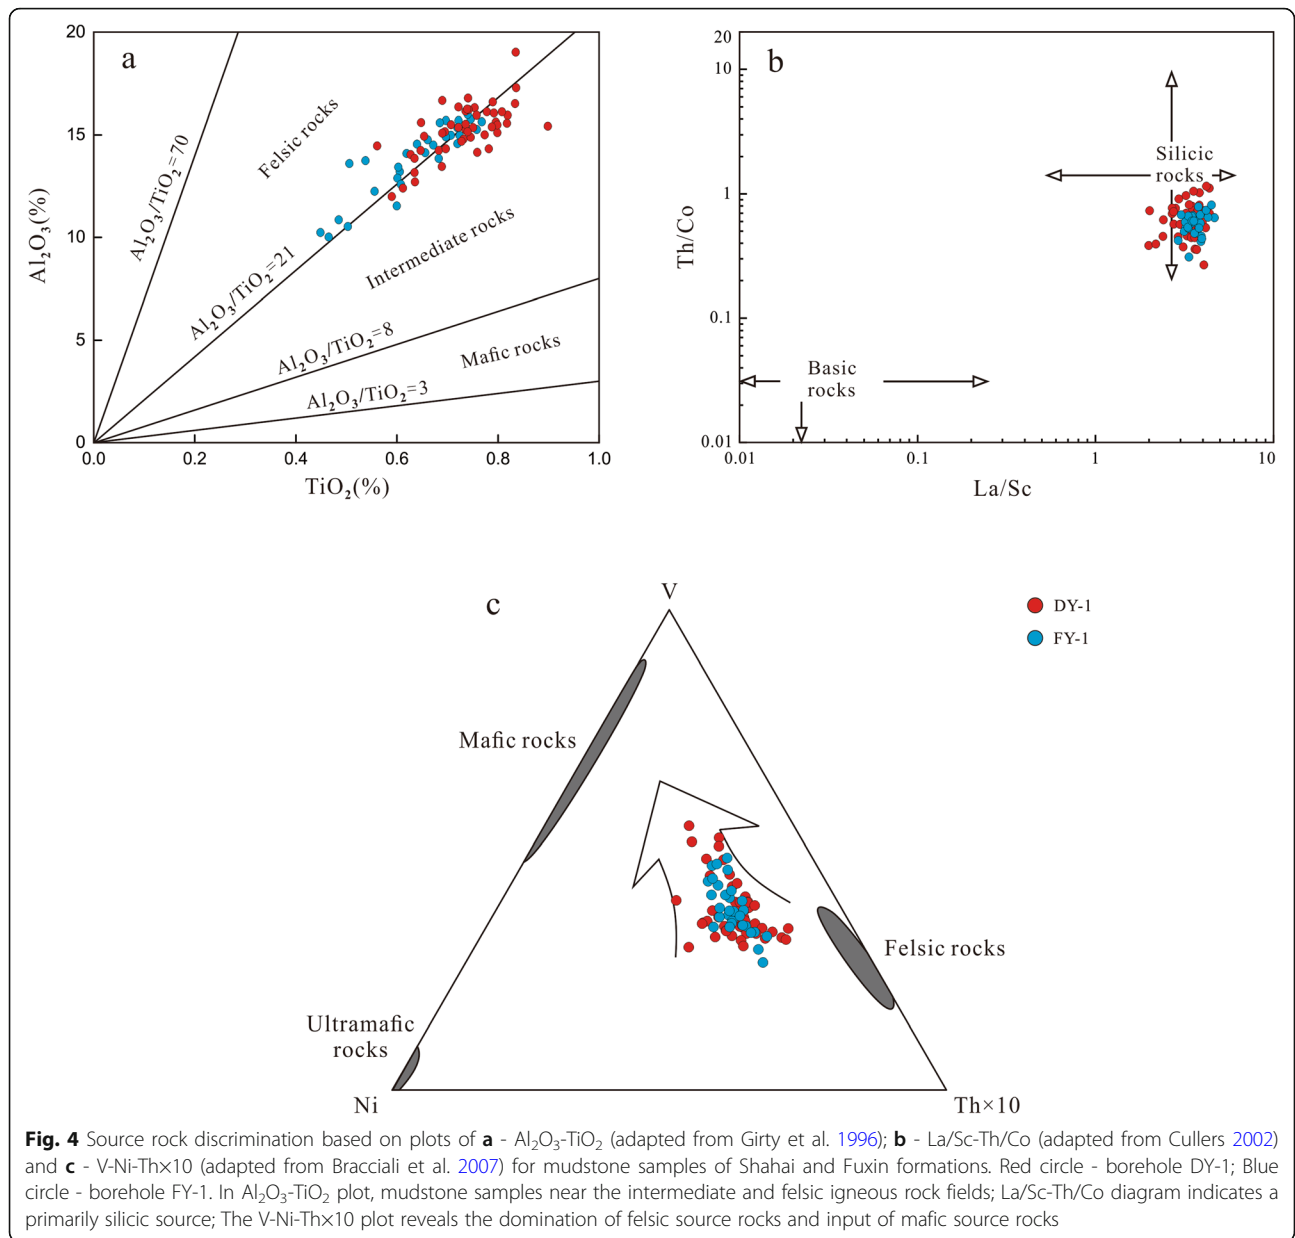 a
20
15
10
5
0
Al₂O₃(%)
Al₂O₃/TiO₂=70
Felsic rocks
Al₂O₃/TiO₂=21
Intermediate rocks
Al₂O₃/TiO₂=8
Mafic rocks
Al₂O₃/TiO₂=3
0.0 0.2 0.4 0.6 0.8 1.0
TiO₂(%)
b
20
10
1
0.1
0.01
Th/Co
Silicic
rocks
Basic
rocks
0.01 0.1 1 10
La/Sc
c
V
DY-1
FY-1
Mafic rocks
Felsic rocks
Ultramafic
rocks
Ni
Th×10
Fig. 4 Source rock discrimination based on plots of a - Al₂O₃-TiO₂ (adapted from Girty et al. 1996); b - La/Sc-Th/Co (adapted from Cullers 2002)
and c - V-Ni-Th×10 (adapted from Bracciali et al. 2007) for mudstone samples of Shahai and Fuxin formations. Red circle - borehole DY-1; Blue
circle - borehole FY-1. In Al₂O₃-TiO₂ plot, mudstone samples near the intermediate and felsic igneous rock fields; La/Sc-Th/Co diagram indicates a
primarily silicic source; The V-Ni-Th×10 plot reveals the domination of felsic source rocks and input of mafic source rocks